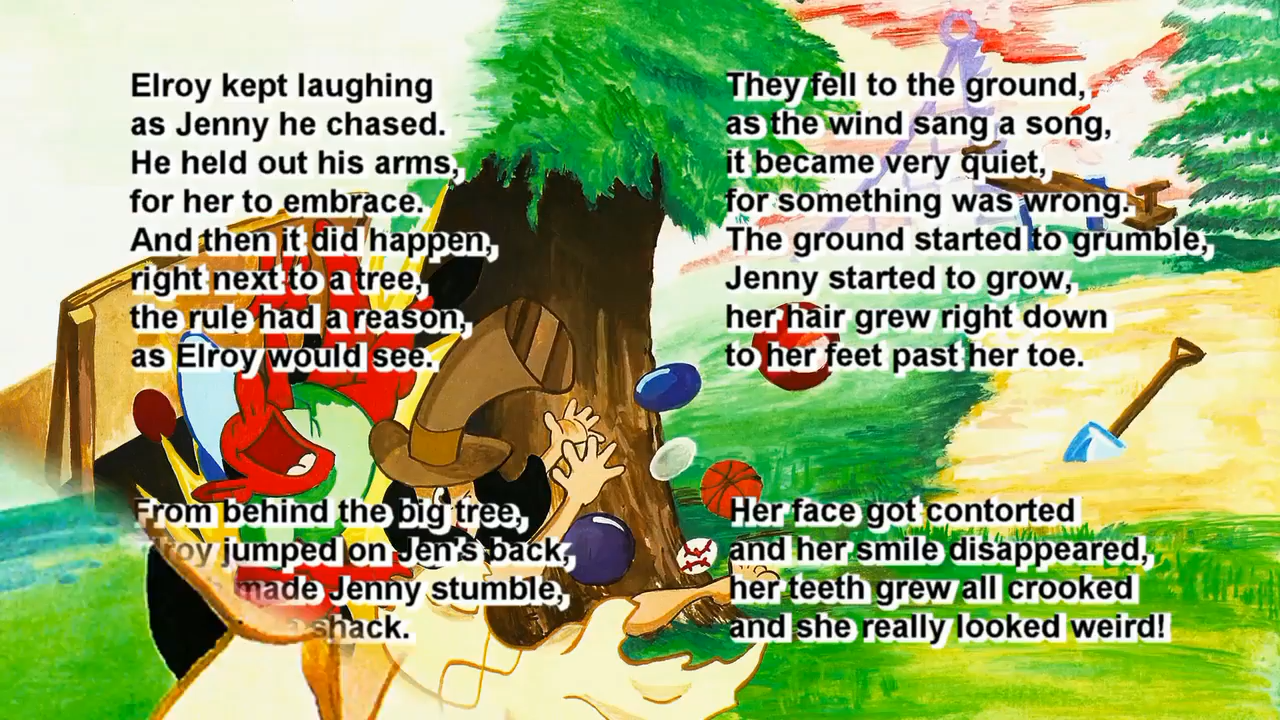 Elroy kept laughing
as Jenny he chased.
He held out his arms,
for her to embrace.
And then it did happen,
right next to a tree,
the rule had a reason,
as Elroy would see.
From behind the big tree,
jumped on Jen's back,
made Jenny stumble,
shack.
They fell to the ground,
as the wind sang a song,
it became very quiet,
for something was wrong.
The ground started to grumble,
Jenny started to grow,
her hair grew right down
to her feet past her toe.
Her face got contorted
and her smile disappeared,
her teeth grew all crooked
and she really looked weird!